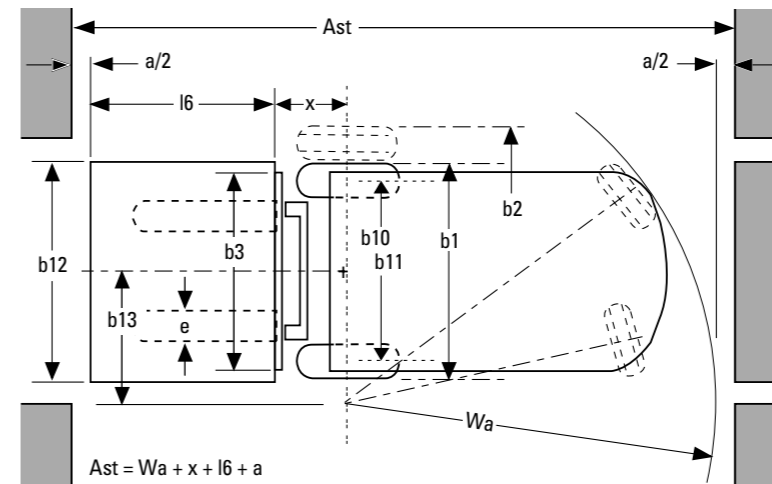 Ast
a/2
a/2
l6
x
b2
b12
b3
b10
b1
b11
b13
e
Wa
Ast = Wa + x + l6 + a